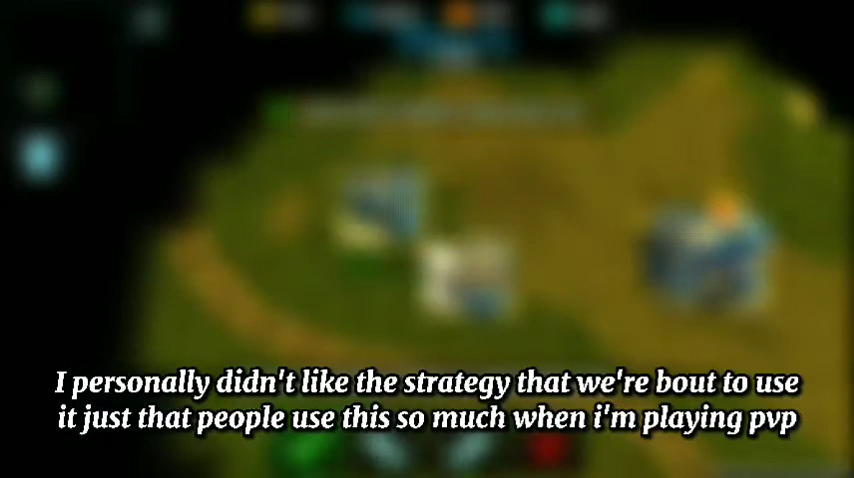 I personally didn't like the strategy that we're bout to use
it just that people use this so much when i'm playing pvp